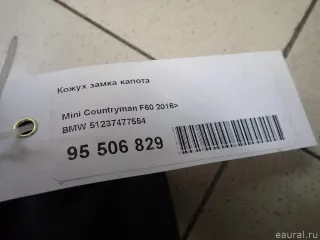 Кожух замка капота
Mini Countryman F60 2016>
BMW 51237477554
95 506 829
eaural.ru